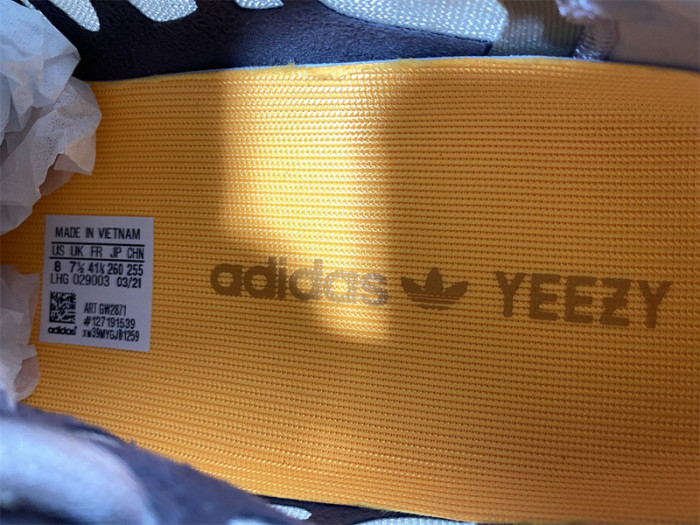 MADE IN VIETNAM
US UK FR JP CHN
8 7½ 41⅓ 260 255
LHG 029003 03/21
ART GW2871
#127191539
adidas
adidas YEEZY